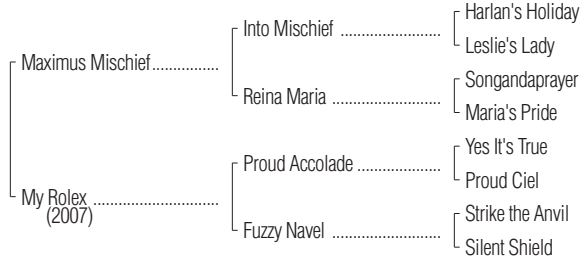 Harlan's Holiday
Into Mischief ......................
Leslie's Lady
Maximus Mischief...............
Songandaprayer
Reina Maria ........................
Maria's Pride
Yes It's True
Proud Accolade ..................
Proud Ciel
My Rolex ............................
(2007)
Strike the Anvil
Fuzzy Navel ........................
Silent Shield